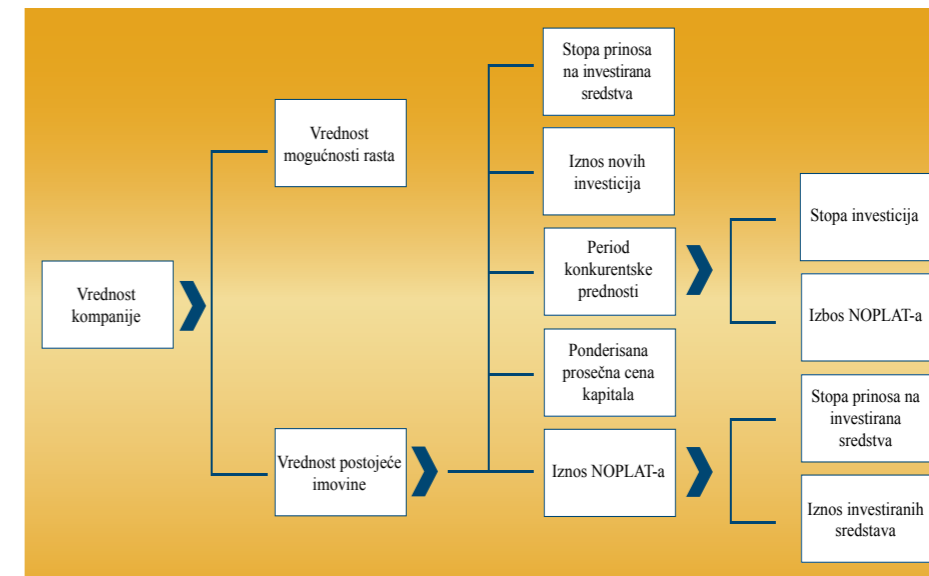 Vrednost
kompanije
Vrednost
mogućnosti rasta
Vrednost postojeće
imovine
Stopa prinosa
na investirana
sredstva
Iznos novih
investicija
Period
konkurentske
prednosti
Ponderisana
prosečna cena
kapitala
Iznos NOPLAT-a
Stopa investicija
Izbos NOPLAT-a
Stopa prinosa na
investirana
sredstva
Iznos investiranih
sredstava